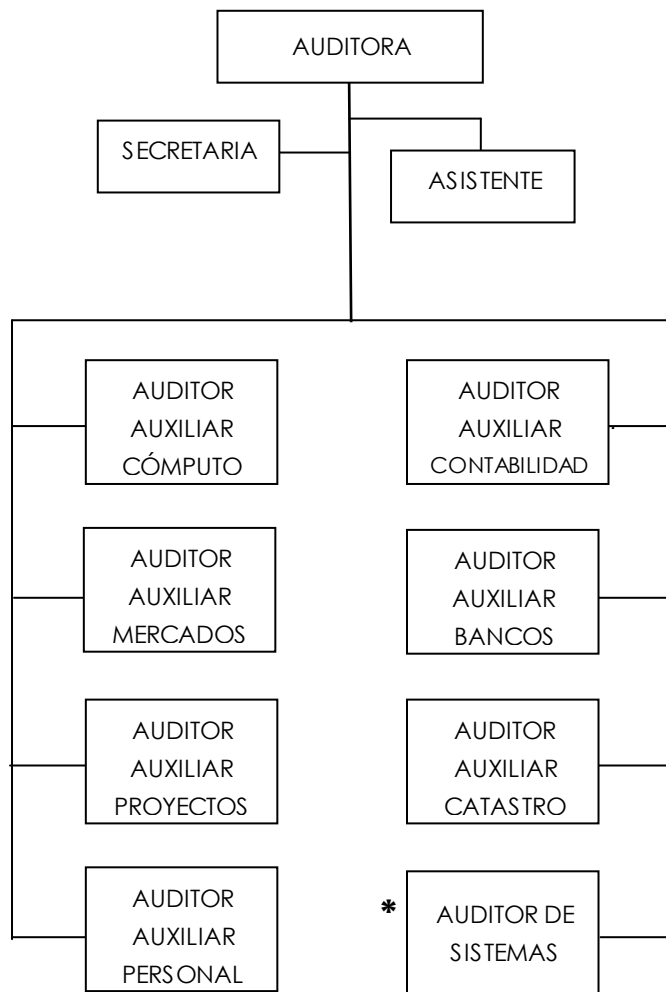 AUDITORA
SECRETARIA
ASISTENTE
AUDITOR
AUXILIAR
CÓMPUTO
AUDITOR
AUXILIAR
CONTABILIDAD
AUDITOR
AUXILIAR
MERCADOS
AUDITOR
AUXILIAR
BANCOS
AUDITOR
AUXILIAR
PROYECTOS
AUDITOR
AUXILIAR
CATASTRO
AUDITOR
AUXILIAR
PERSONAL
*
AUDITOR DE
SISTEMAS